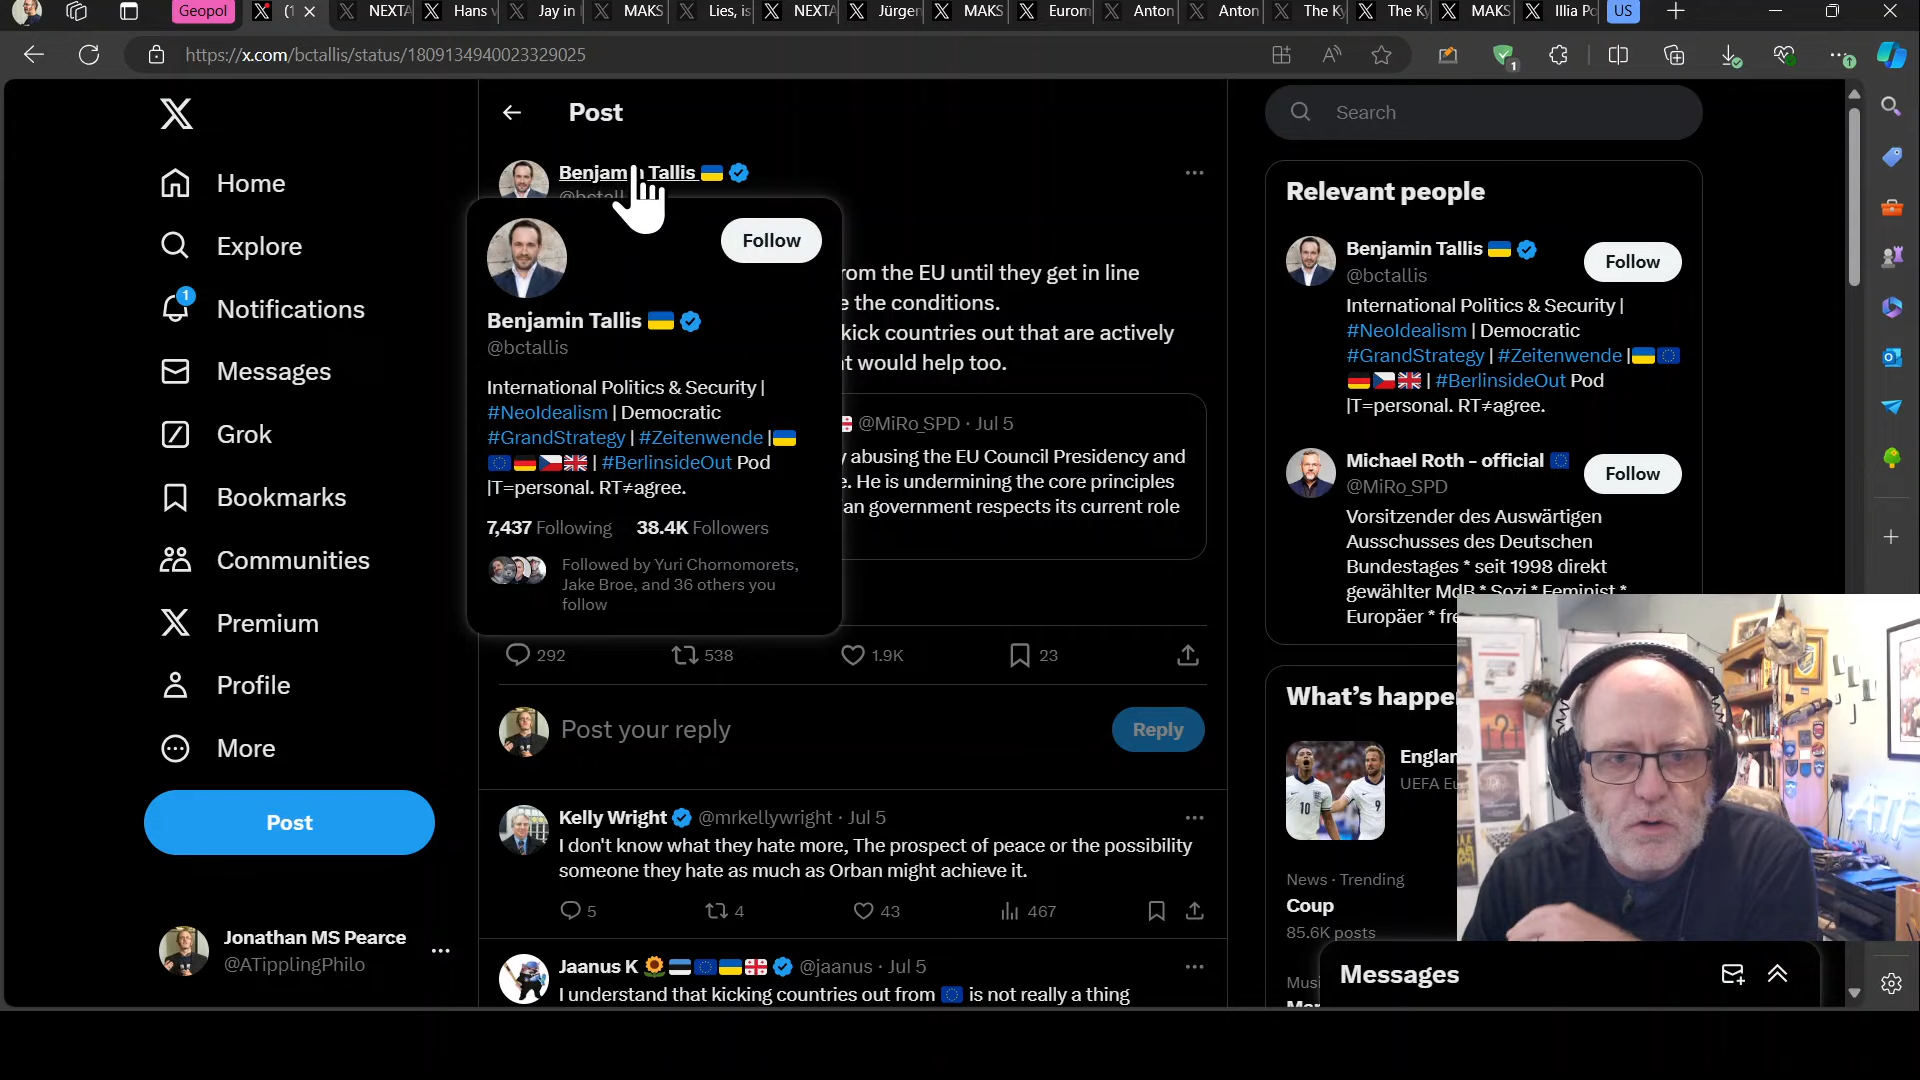 Geopol
(1
NEXTA
Hans v
Jay in
MAKS
Lies, is
NEXTA
Jürger
MAKS
Eurom
Anton
Anton
The Ky
The Ky
MAKS
Illia Po
US
https://x.com/bctallis/status/1809134940023329025
1
Post
Search
Home
Explore
1
Notifications
Messages
Grok
Bookmarks
Communities
Premium
Profile
More
Post
Jonathan MS Pearce
@ATipplingPhilo
Benjam Tallis 🇺🇦
@bctall
Follow
Benjamin Tallis 🇺🇦
@bctallis
International Politics & Security |
#NeoIdealism | Democratic
#GrandStrategy | #Zeitenwende |🇺🇦
🇪🇺🇩🇪🇨🇿🇬🇧 | #BerlinsideOut Pod
|T=personal. RT≠agree.
7,437 Following 38.4K Followers
Followed by Yuri Chornomorets,
Jake Broe, and 36 others you
follow
rom the EU until they get in line
e the conditions.
kick countries out that are actively
t would help too.
@MiRo_SPD · Jul 5
y abusing the EU Council Presidency and
e. He is undermining the core principles
an government respects its current role
292 538 1.9K 23
Post your reply
Reply
Kelly Wright @mrkellywright · Jul 5
I don't know what they hate more, The prospect of peace or the possibility
someone they hate as much as Orban might achieve it.
5 4 43 467
Jaanus K 🌻🇪🇪🇪🇺🇺🇦🇬🇪 @jaanus · Jul 5
I understand that kicking countries out from 🇪🇺 is not really a thing
Relevant people
Benjamin Tallis 🇺🇦
@bctallis
Follow
International Politics & Security |
#NeoIdealism | Democratic
#GrandStrategy | #Zeitenwende |🇺🇦🇪🇺
🇩🇪🇨🇿🇬🇧 | #BerlinsideOut Pod
|T=personal. RT≠agree.
Michael Roth – official 🇪🇺
@MiRo_SPD
Follow
Vorsitzender des Auswärtigen
Ausschusses des Deutschen
Bundestages * seit 1998 direkt
gewählter MdB * Sozi * Feminist *
Europäer * fre
What's happe
Englan
UEFA Eu
10
9
News · Trending
Coup
85.6K posts
Musi
Messages